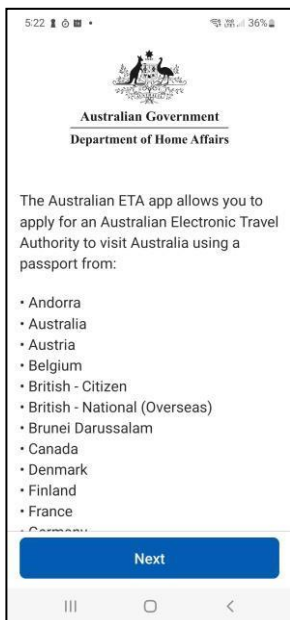 5:22
36%
Australian Government
Department of Home Affairs
The Australian ETA app allows you to
apply for an Australian Electronic Travel
Authority to visit Australia using a
passport from:
• Andorra
• Australia
• Austria
• Belgium
• British - Citizen
• British - National (Overseas)
• Brunei Darussalam
• Canada
• Denmark
• Finland
• France
• Germany
Next